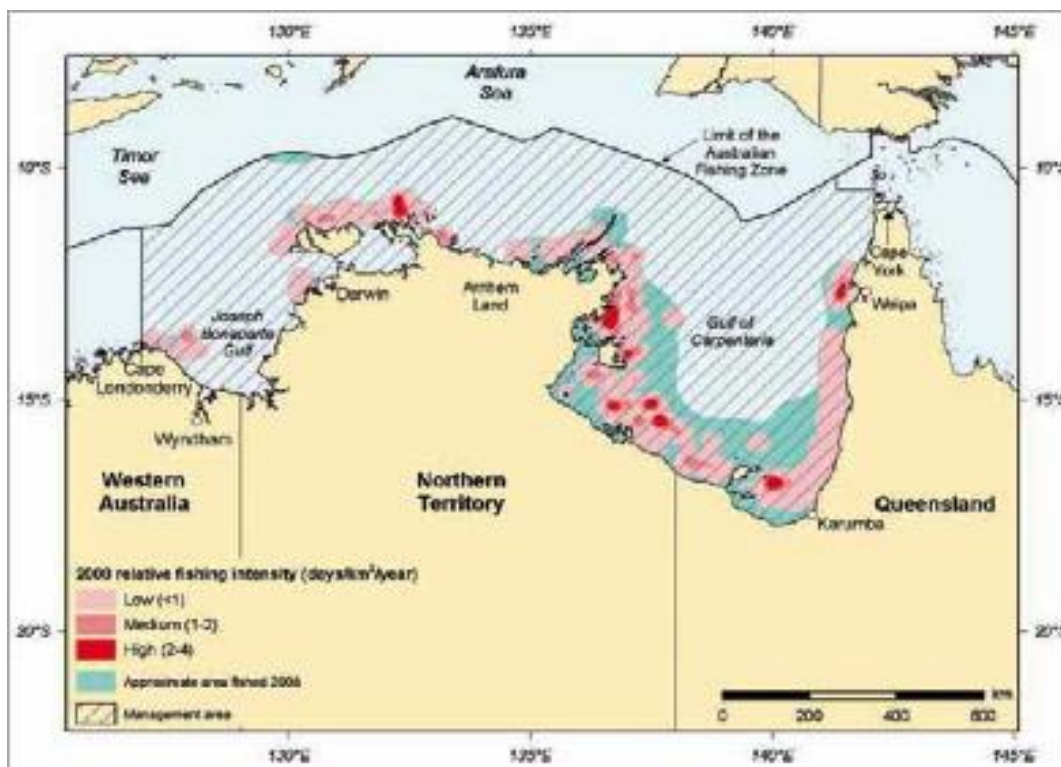 130°E 135°E 140°E 145°E
Arafura
Sea
Timor
Sea
Limit of the
Australian
Fishing Zone
10°S 10°S
Cape
York
Weipa
Darwin
Arnhem
Land
Joseph
Bonaparte
Gulf
Gulf of
Carpentaria
Cape
Londonderry
15°S 15°S
Wyndham
Western
Australia
Northern
Territory
Queensland
Karumba
relative fishing intensity (days/km²/year)
Low (<1)
Medium (1-2)
High (2-4)
Approximate area fished
Management area
20°S 20°S
km
0 200 400 600
130°E 135°E 140°E 145°E